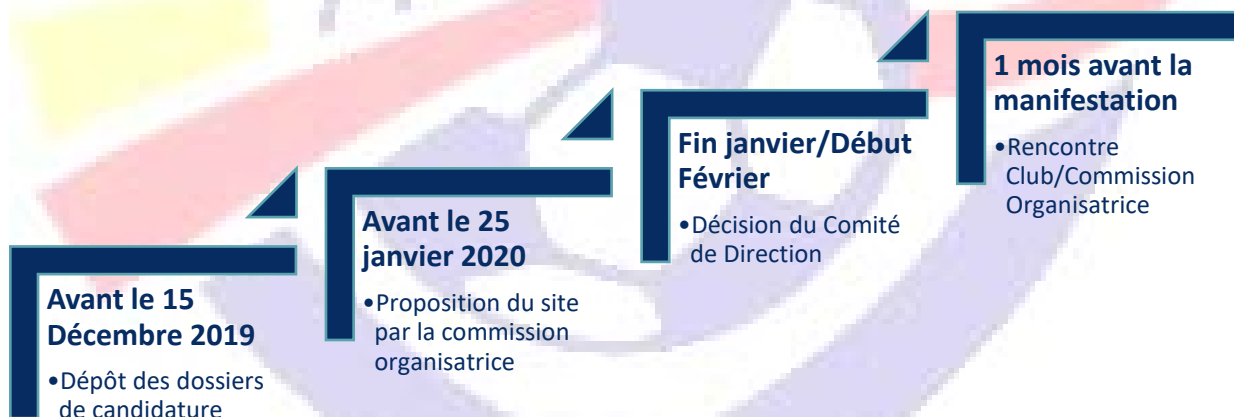 Avant le 15
Décembre 2019
•Dépôt des dossiers
de candidature
Avant le 25
janvier 2020
•Proposition du site
par la commission
organisatrice
Fin janvier/Début
Février
•Décision du Comité
de Direction
1 mois avant la
manifestation
•Rencontre
Club/Commission
Organisatrice